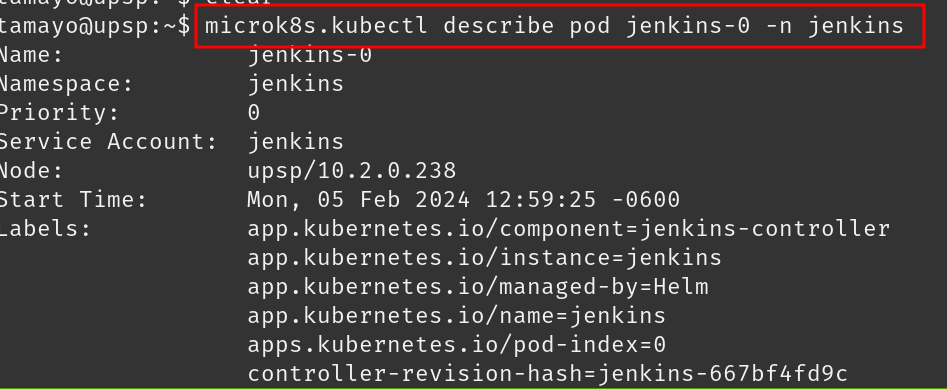 tamayo@upsp:~$ clear
tamayo@upsp:~$ microk8s.kubectl describe pod jenkins-0 -n jenkins
Name: jenkins-0
Namespace: jenkins
Priority: 0
Service Account: jenkins
Node: upsp/10.2.0.238
Start Time: Mon, 05 Feb 2024 12:59:25 -0600
Labels: app.kubernetes.io/component=jenkins-controller
app.kubernetes.io/instance=jenkins
app.kubernetes.io/managed-by=Helm
app.kubernetes.io/name=jenkins
apps.kubernetes.io/pod-index=0
controller-revision-hash=jenkins-667bf4fd9c